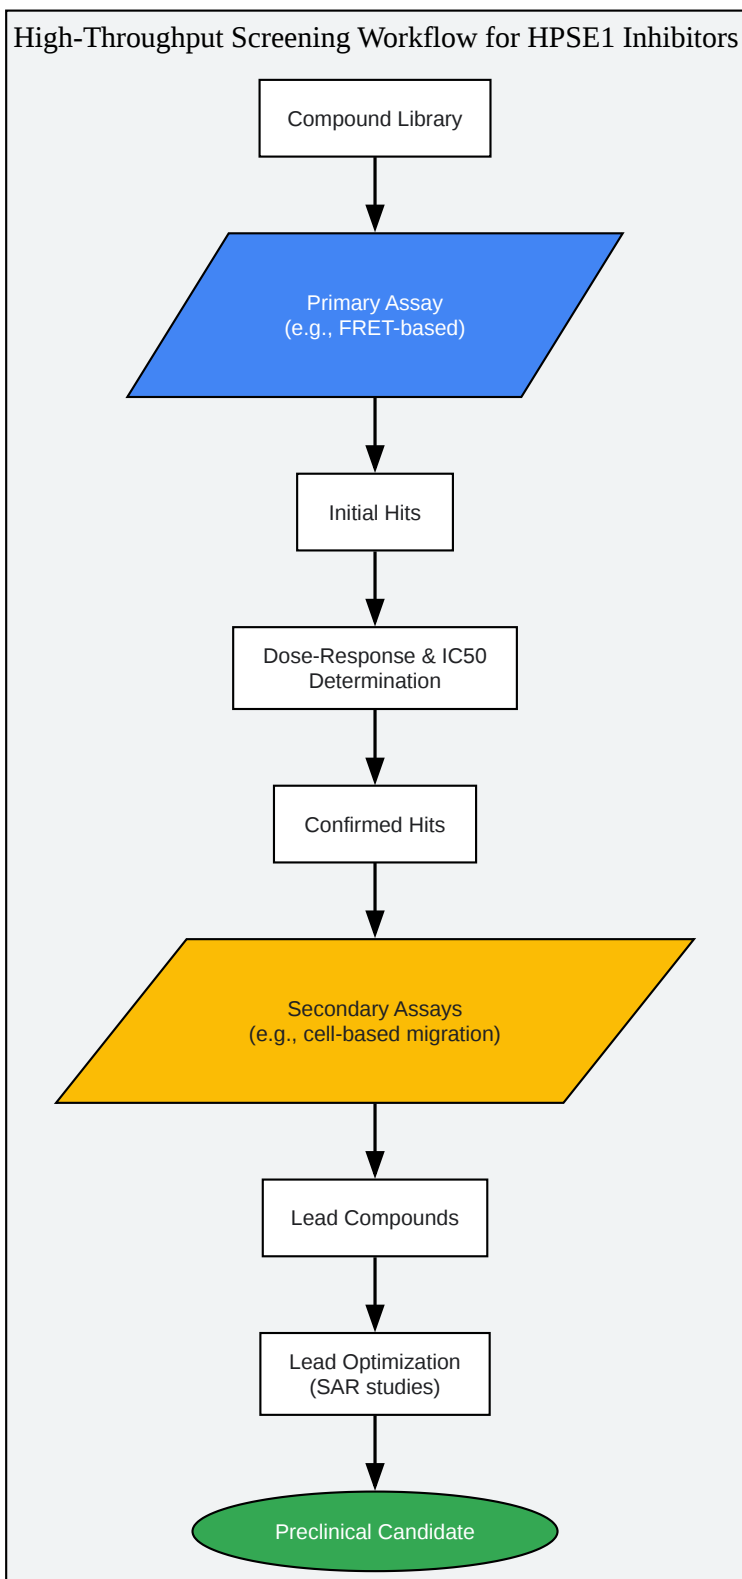 High-Throughput Screening Workflow for HPSE1 Inhibitors
Compound Library
Primary Assay
(e.g., FRET-based)
Initial Hits
Dose-Response & IC50
Determination
Confirmed Hits
Secondary Assays
(e.g., cell-based migration)
Lead Compounds
Lead Optimization
(SAR studies)
Preclinical Candidate